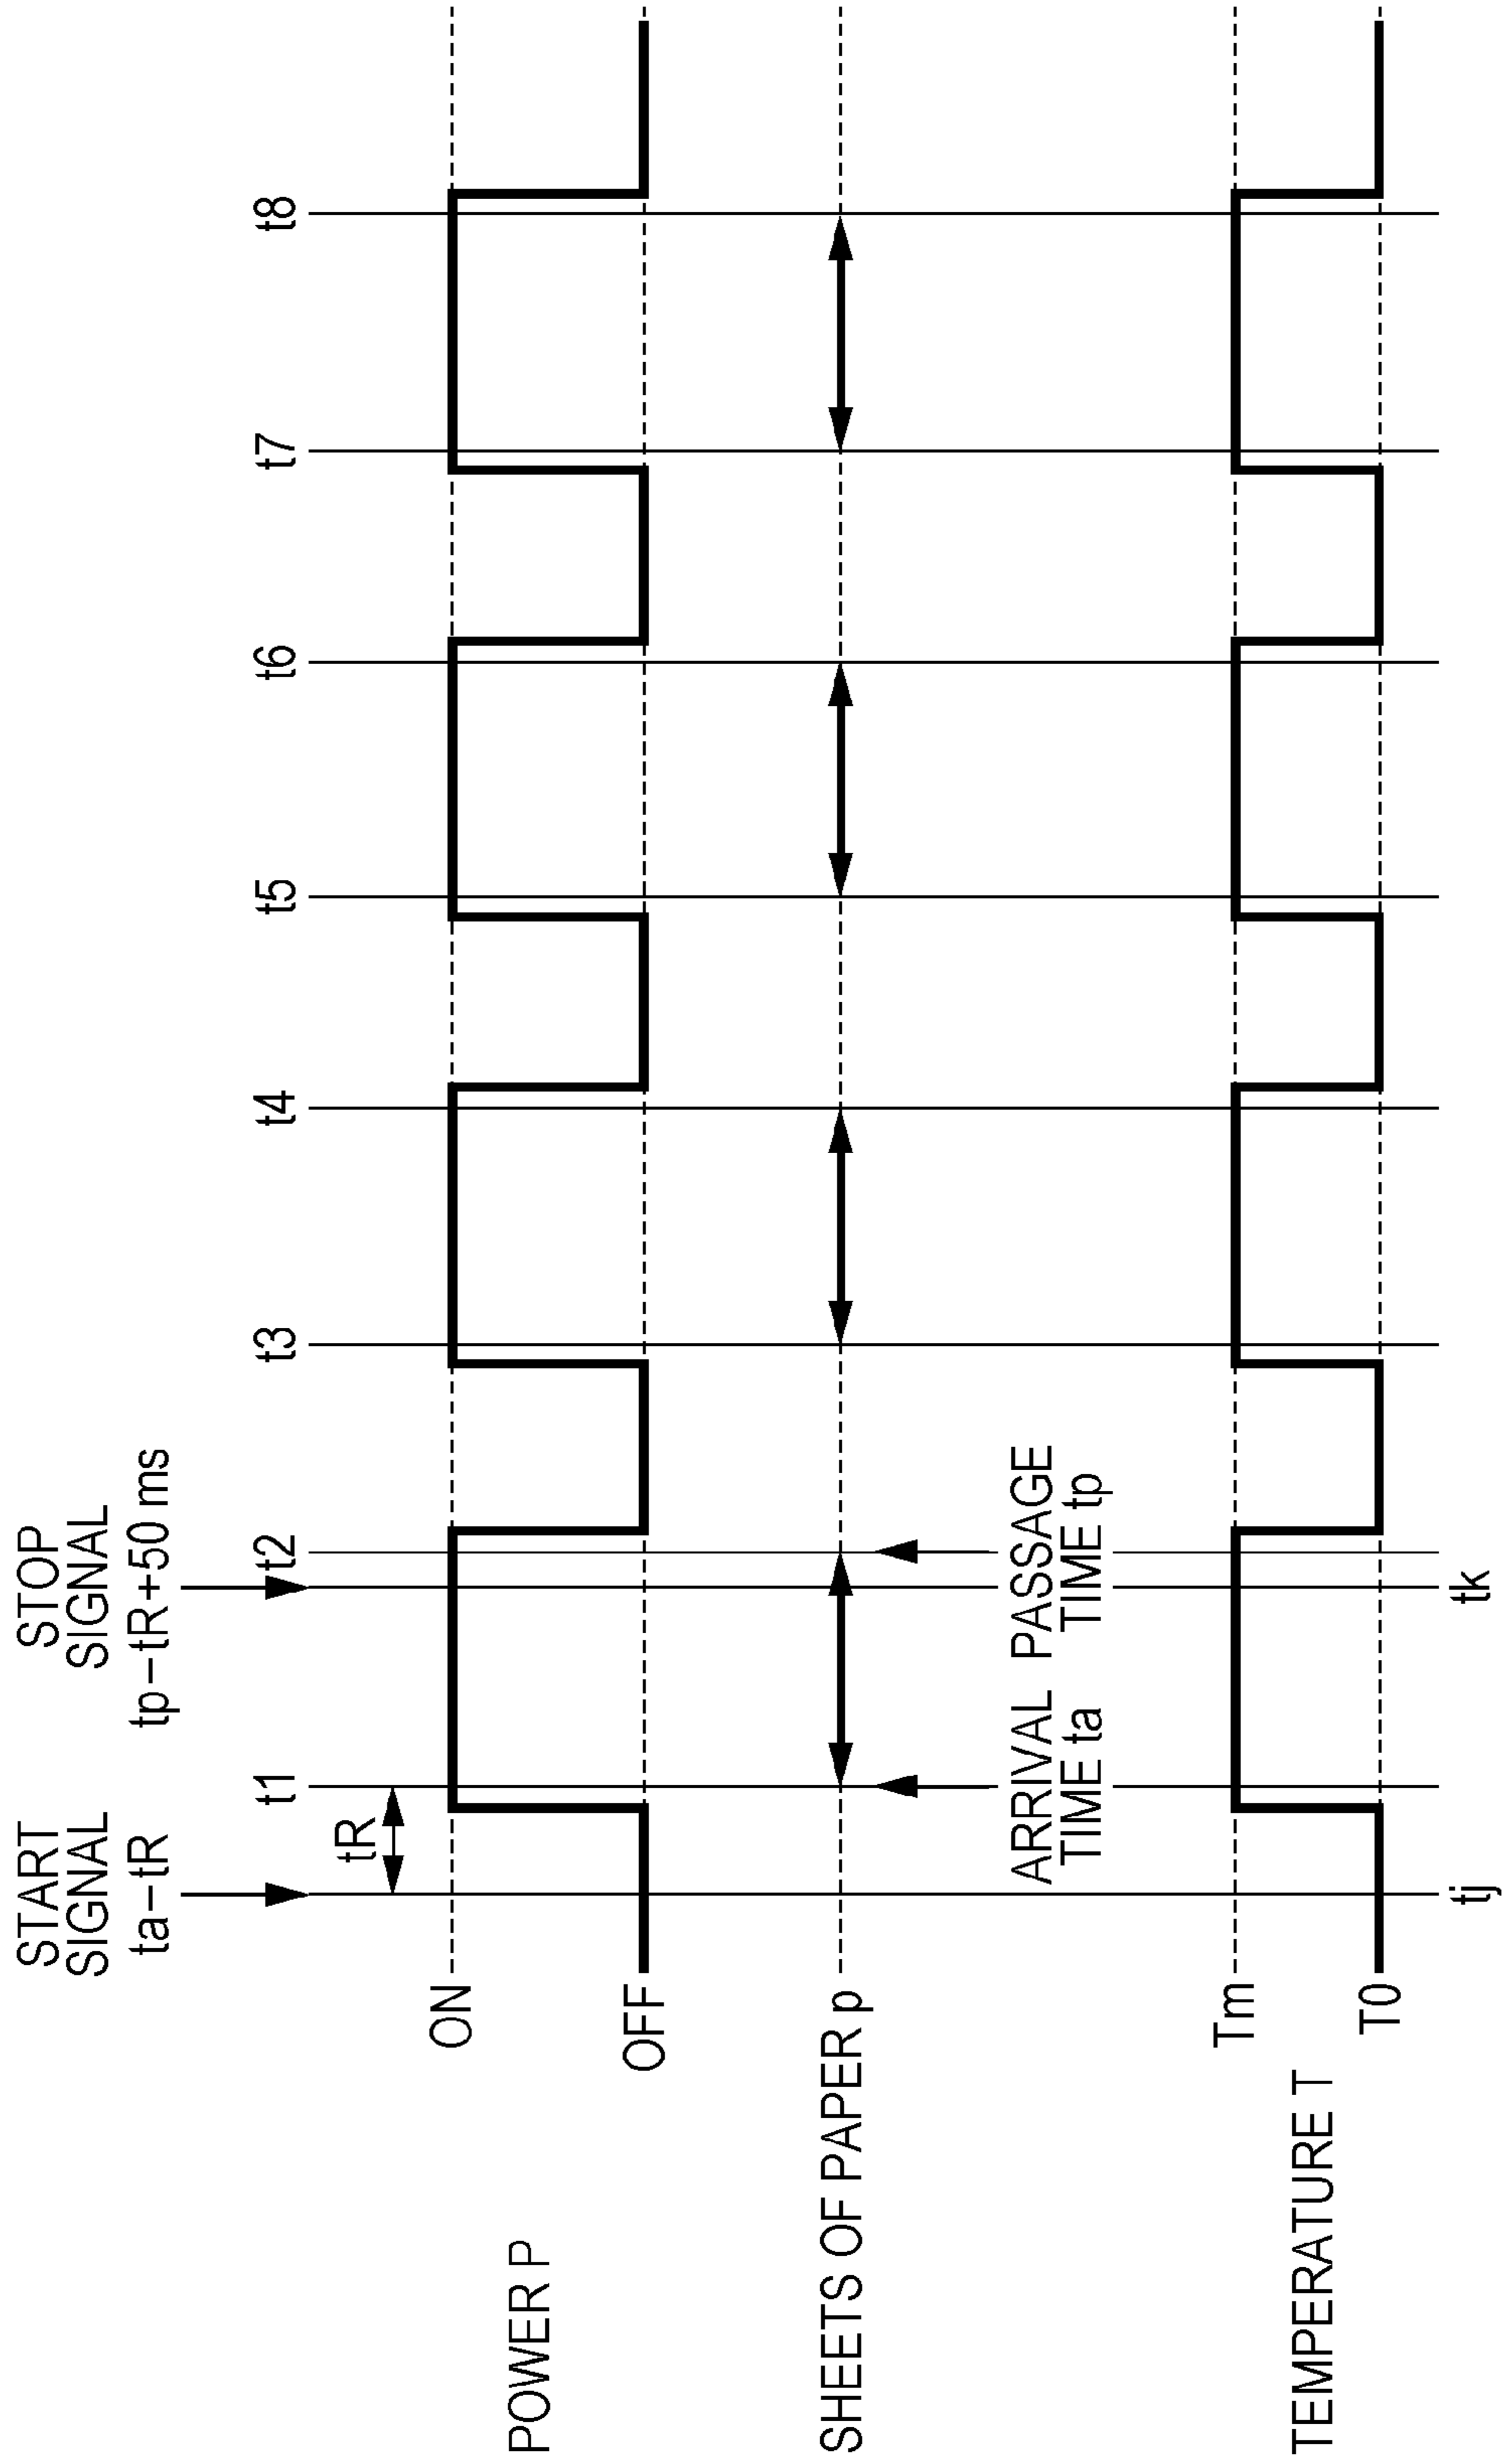 START
SIGNAL
ta–tR
STOP
SIGNAL
tp–tR+50 ms
t1
t2
t3
t4
t5
t6
t7
t8
tR
POWER P
ON
OFF
SHEETS OF PAPER p
ARRIVAL
TIME ta
PASSAGE
TIME tp
TEMPERATURE T
Tm
T0
tj
tk